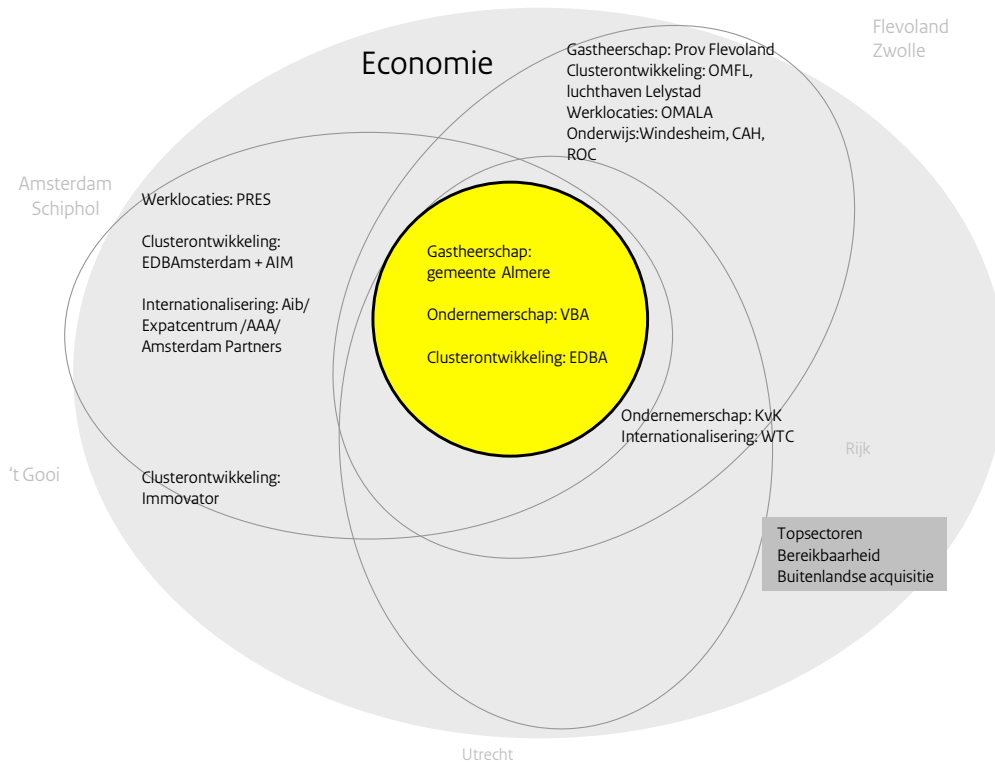 Economie
Flevoland
Zwolle
Gastheerschap: Prov Flevoland
Clusterontwikkeling: OMFL,
luchthaven Lelystad
Werklocaties: OMALA
Onderwijs:Windesheim, CAH,
ROC
Amsterdam
Schiphol
Werklocaties: PRES
Clusterontwikkeling:
EDBAmsterdam + AIM
Internationalisering: Aib/
Expatcentrum /AAA/
Amsterdam Partners
Gastheerschap:
gemeente Almere
Ondernemerschap: VBA
Clusterontwikkeling: EDBA
Ondernemerschap: KvK
Internationalisering: WTC
Rijk
't Gooi
Clusterontwikkeling:
Immovator
Topsectoren
Bereikbaarheid
Buitenlandse acquisitie
Utrecht